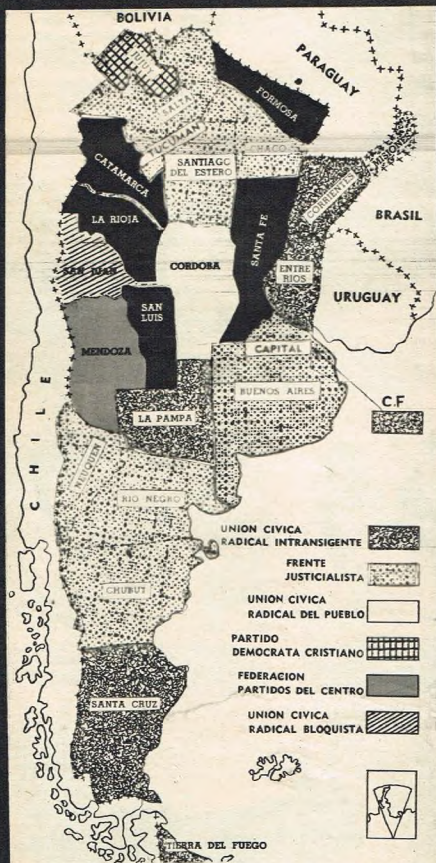 BOLIVIA
PARAGUAY
JUJUY
FORMOSA
SALTA
TUCUMAN
CHACO
CATAMARCA
SANTIAGO
DEL ESTERO
MISIONES
CORRIENTES
LA RIOJA
SANTA FE
BRASIL
SAN JUAN
CORDOBA
ENTRE
RIOS
URUGUAY
SAN
LUIS
MENDOZA
CAPITAL
BUENOS AIRES
C.F
LA PAMPA
CHILE
NEUQUEN
RIO NEGRO
CHUBUT
SANTA CRUZ
TIERRA DEL FUEGO
UNION CIVICA
RADICAL INTRANSIGENTE
FRENTE
JUSTICIALISTA
UNION CIVICA
RADICAL DEL PUEBLO
PARTIDO
DEMOCRATA CRISTIANO
FEDERACION
PARTIDOS DEL CENTRO
UNION CIVICA
RADICAL BLOQUISTA